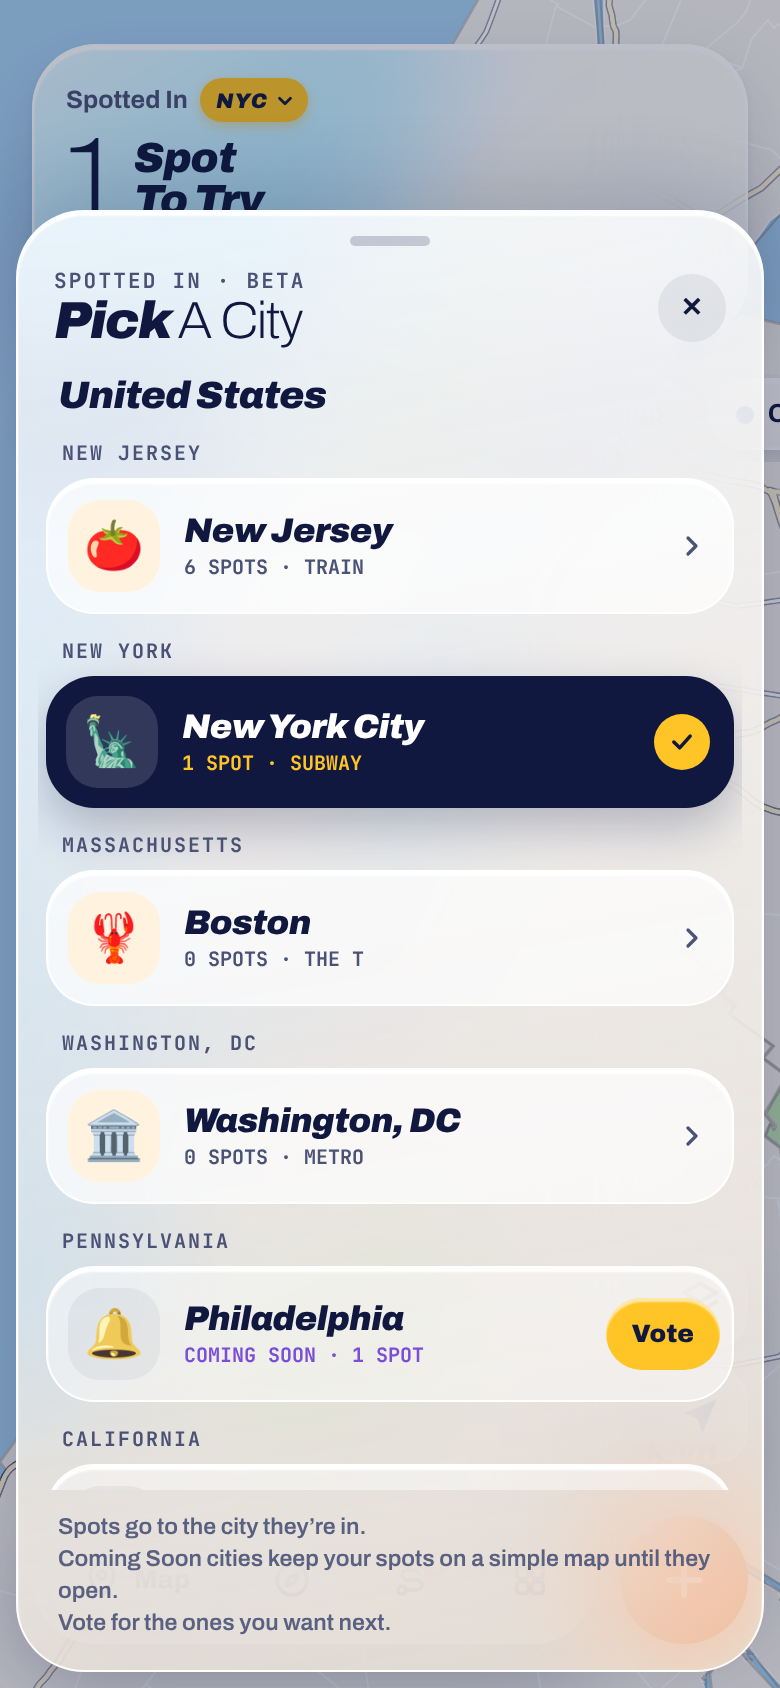 Spotted In NYC
1 Spot
To Try
SPOTTED IN · BETA
Pick A City
United States
NEW JERSEY
New Jersey
6 SPOTS · TRAIN
NEW YORK
New York City
1 SPOT · SUBWAY
MASSACHUSETTS
Boston
0 SPOTS · THE T
WASHINGTON, DC
Washington, DC
0 SPOTS · METRO
PENNSYLVANIA
Philadelphia
COMING SOON · 1 SPOT
Vote
CALIFORNIA
Spots go to the city they’re in.
Coming Soon cities keep your spots on a simple map until they
open.
Map
Vote for the ones you want next.